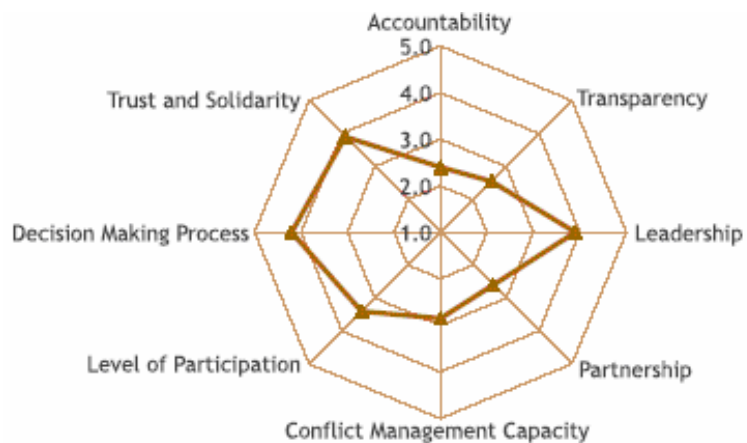 Accountability
5.0
Trust and Solidarity
4.0
Transparency
3.0
2.0
Decision Making Process
1.0
Leadership
Level of Participation
Partnership
Conflict Management Capacity